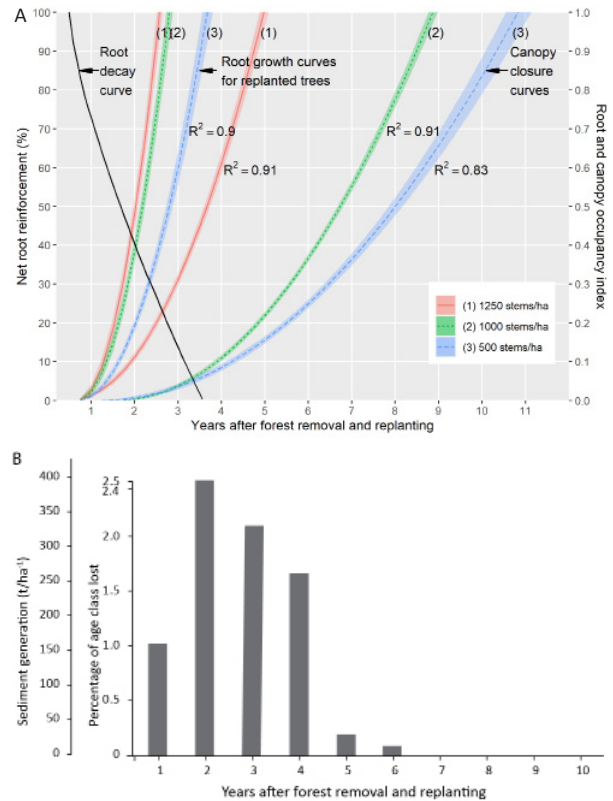 A
100
90
80
70
60
50
40
30
20
10
0
Net root reinforcement (%)
1.0
0.9
0.8
0.7
0.6
0.5
0.4
0.3
0.2
0.1
0.0
Root and canopy occupancy index
(1)
(2)
(3)
(1)
(2)
(3)
Root
decay
curve
Root growth curves
for replanted trees
Canopy
closure
curves
R² = 0.9
R² = 0.91
R² = 0.91
R² = 0.83
(1) 1250 stems/ha
(2) 1000 stems/ha
(3) 500 stems/ha
1 2 3 4 5 6 7 8 9 10 11
Years after forest removal and replanting
B
400
350
300
250
200
150
100
50
0
Sediment generation (t/ha⁻¹)
2.5
2.4
2.0
1.5
1.0
0.5
0
Percentage of age class lost
1 2 3 4 5 6 7 8 9 10
Years after forest removal and replanting